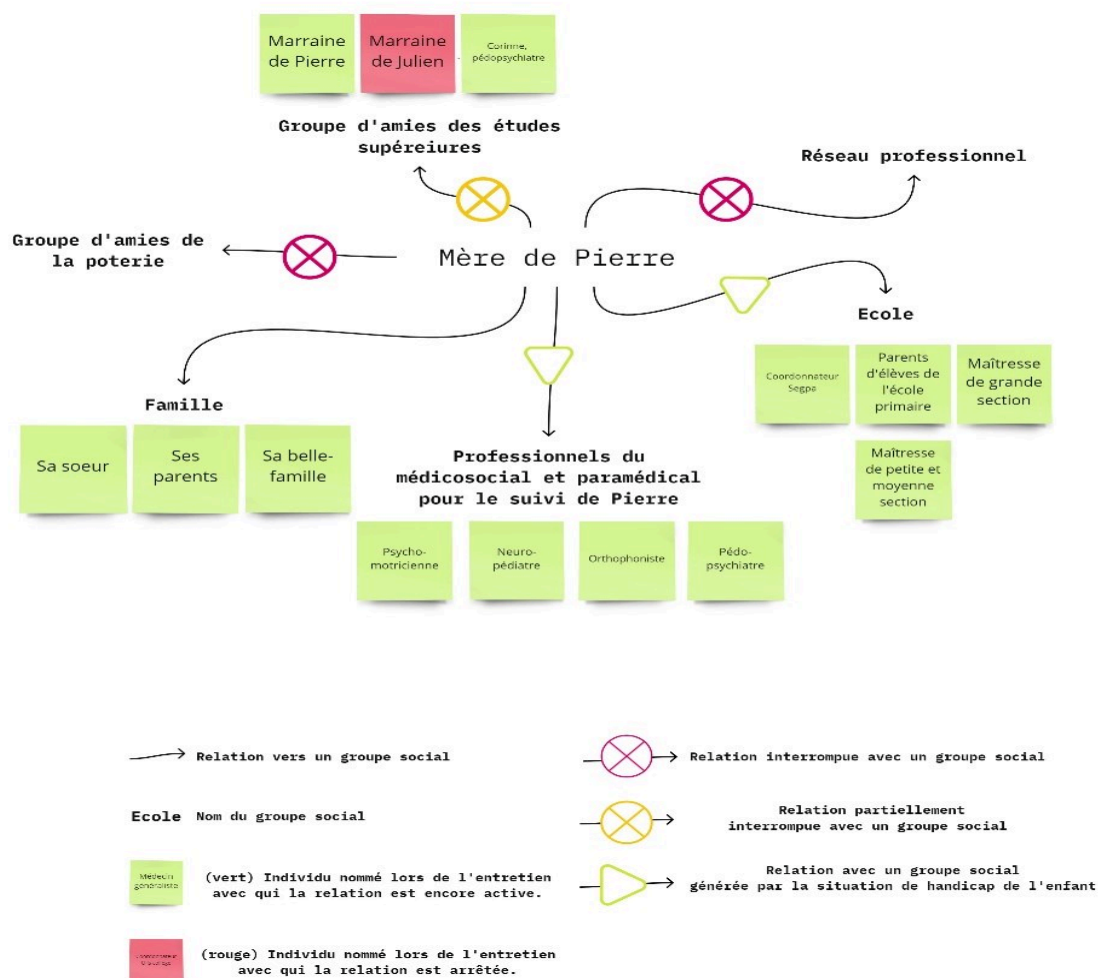 Marraine
de Pierre
Marraine
de Julien
Corinne,
pédopsychiatre
Groupe d'amies des études
supéreiures
Réseau professionnel
Groupe d'amies de
la poterie
Mère de Pierre
Ecole
Coordonnateur
Segpa
Parents
d'élèves de
l'école
primaire
Maîtresse
de grande
section
Maîtresse
de petite et
moyenne
section
Famille
Sa soeur
Ses
parents
Sa belle-
famille
Professionnels du
médicosocial et paramédical
pour le suivi de Pierre
Psycho-
motricienne
Neuro-
pédiatre
Orthophoniste
Pédo-
psychiatre
Relation vers un groupe social
Relation interrompue avec un groupe social
Ecole Nom du groupe social
Relation partiellement
interrompue avec un groupe social
Médecin
généraliste
(vert) Individu nommé lors de l'entretien
avec qui la relation est encore active.
Relation avec un groupe social
générée par la situation de handicap de l'enfant
(rouge) Individu nommé lors de l'entretien
avec qui la relation est arrêtée.